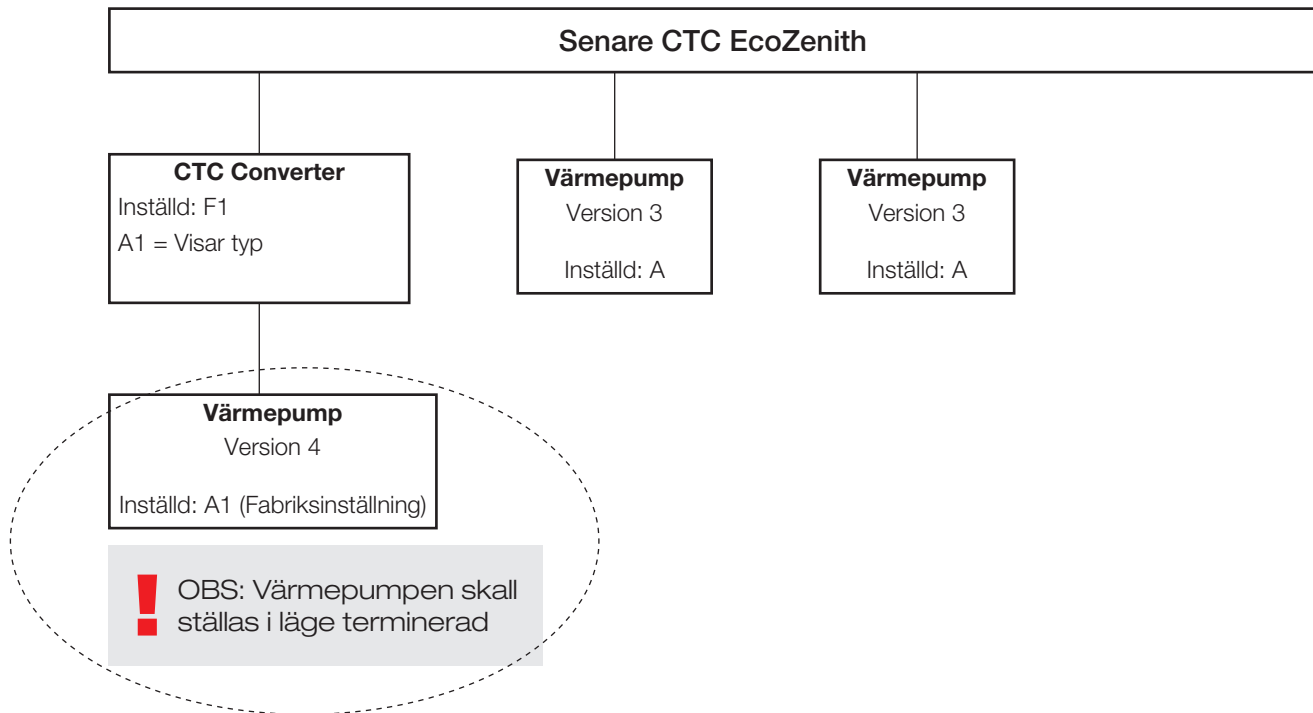 Senare CTC EcoZenith
CTC Converter
Inställd: F1
A1 = Visar typ
Värmepump
Version 3
Inställd: A
Värmepump
Version 3
Inställd: A
Värmepump
Version 4
Inställd: A1 (Fabriksinställning)
! OBS: Värmepumpen skall
ställas i läge terminerad